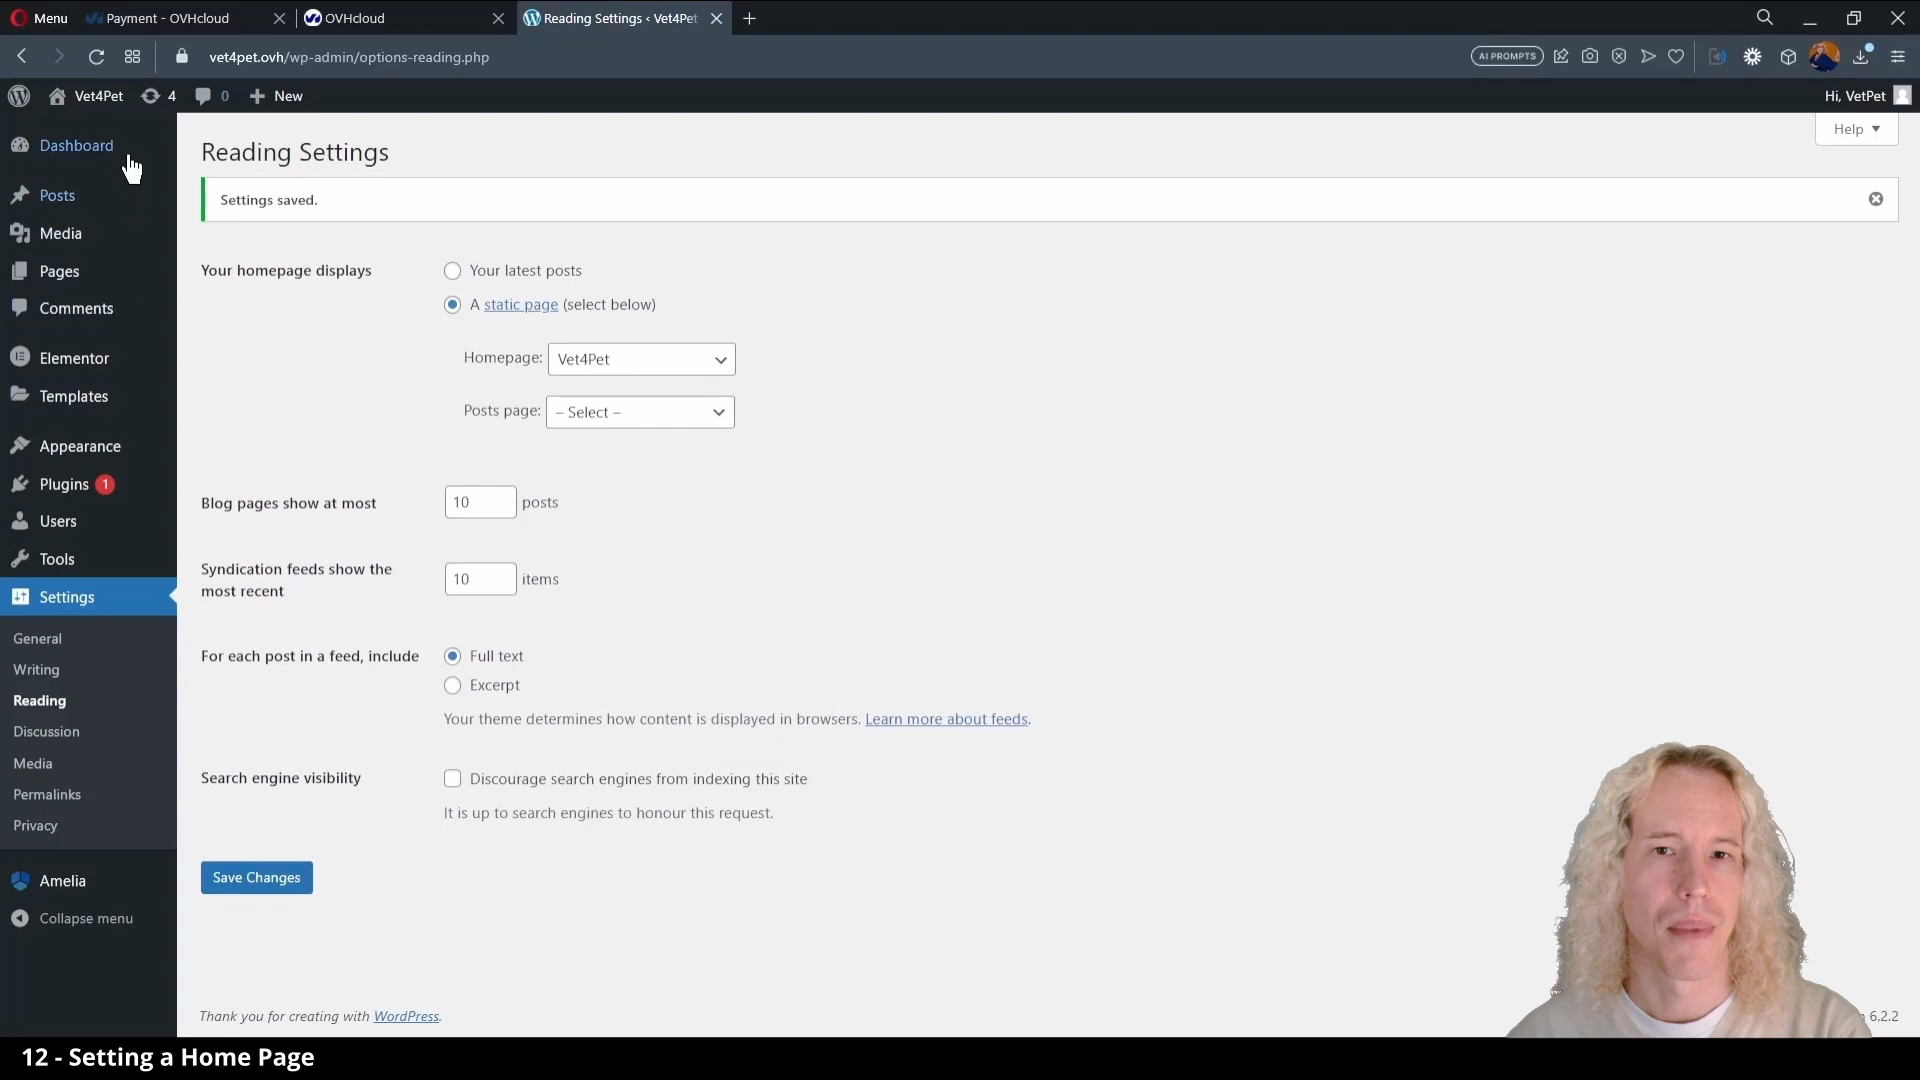 Menu
Payment - OVHcloud
OVHcloud
Reading Settings ‹ Vet4Pet
vet4pet.ovh/wp-admin/options-reading.php
AI PROMPTS
Vet4Pet
4
0
New
Hi, VetPet
Help
Dashboard
Posts
Media
Pages
Comments
Elementor
Templates
Appearance
Plugins 1
Users
Tools
Settings
General
Writing
Reading
Discussion
Media
Permalinks
Privacy
Amelia
Collapse menu
Reading Settings
Settings saved.
Your homepage displays
Your latest posts
A static page (select below)
Homepage: Vet4Pet
Posts page: – Select –
Blog pages show at most
10 posts
Syndication feeds show the
most recent
10 items
For each post in a feed, include
Full text
Excerpt
Your theme determines how content is displayed in browsers. Learn more about feeds.
Search engine visibility
Discourage search engines from indexing this site
It is up to search engines to honour this request.
Save Changes
Thank you for creating with WordPress.
6.2.2
12 - Setting a Home Page